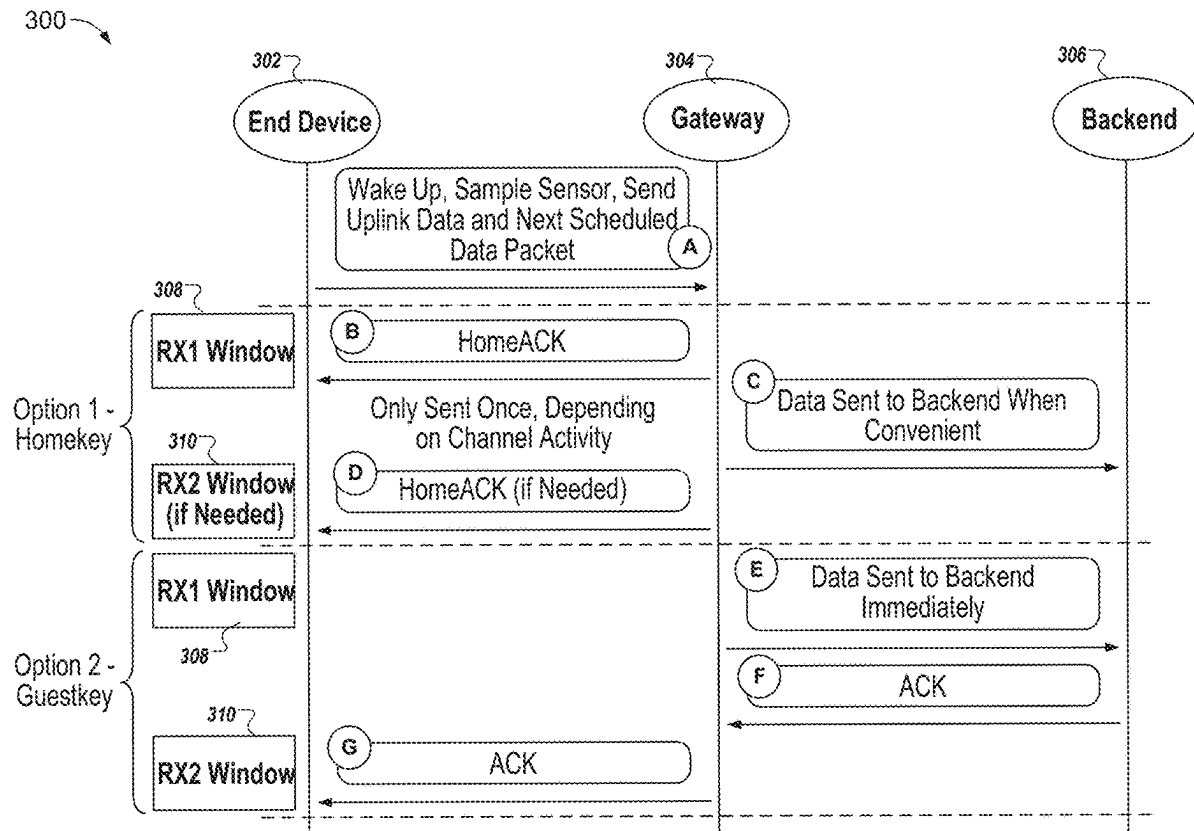 300
302
304
306
End Device
Gateway
Backend
Wake Up, Sample Sensor, Send
Uplink Data and Next Scheduled
Data Packet
A
308
RX1 Window
B
HomeACK
C
Data Sent to Backend When
Convenient
Option 1 -
Homekey
Only Sent Once, Depending
on Channel Activity
310
RX2 Window
(if Needed)
D
HomeACK (if Needed)
RX1 Window
308
E
Data Sent to Backend
Immediately
Option 2 -
Guestkey
F
ACK
310
RX2 Window
G
ACK